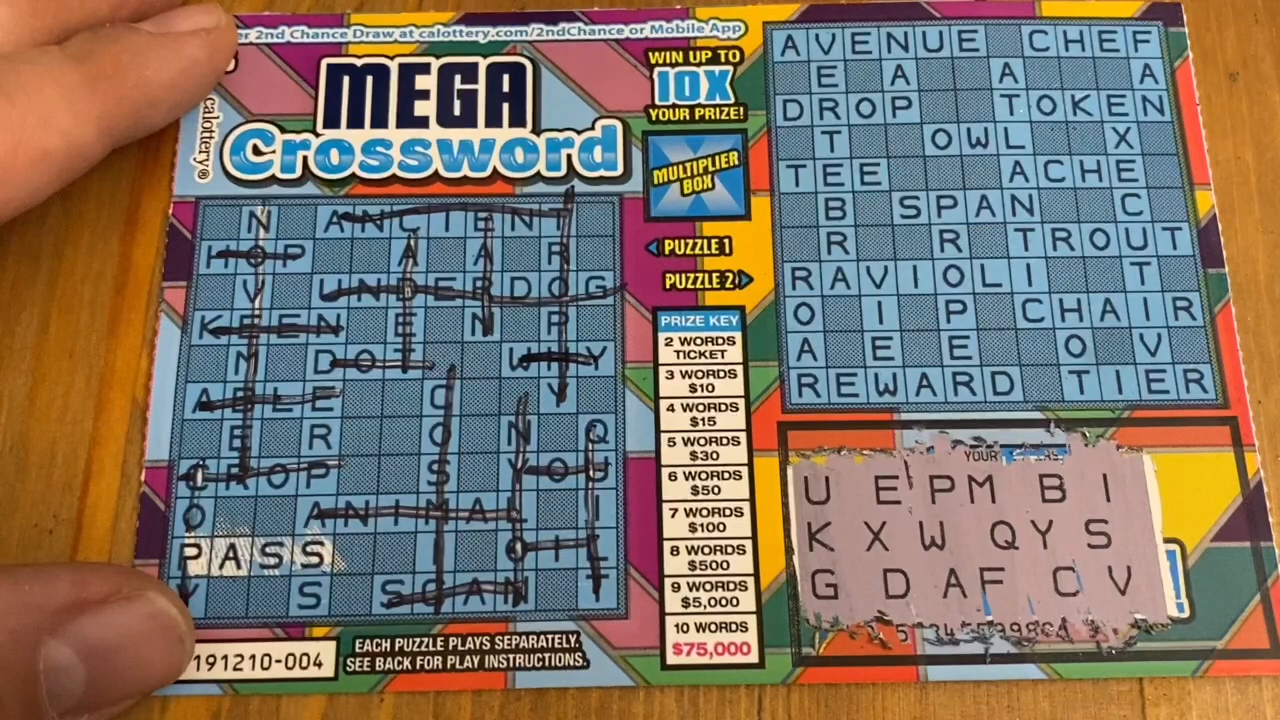 er 2nd Chance Draw at calottery.com/2ndChance or Mobile App
calottery®
MEGA
Crossword
WIN UP TO
10X
YOUR PRIZE!
MULTIPLIER
BOX
PUZZLE 1
PUZZLE 2
PRIZE KEY
2 WORDS
TICKET
3 WORDS
$10
4 WORDS
$15
5 WORDS
$30
6 WORDS
$50
7 WORDS
$100
8 WORDS
$500
9 WORDS
$5,000
10 WORDS
$75,000
N ANCIENT
HOP A A R
V UNDERDOG
KEEN E N P
M DOT WHY
ABLE C Y
E R O N Q
CROP S YOU
O ANIMAL I
PASS I OIL
Y S SCAN T
191210-004
EACH PUZZLE PLAYS SEPARATELY.
SEE BACK FOR PLAY INSTRUCTIONS.
AVENUE CHEF
E A A A
DROP TOKEN
T OWL X
TEE ACHE
B SPAN C
R R TROUT
RAVIOLI T
O I P CHAIR
A E E O V
REWARD TIER
YOUR
U E P M B I
K X W Q Y S
G D A F C V